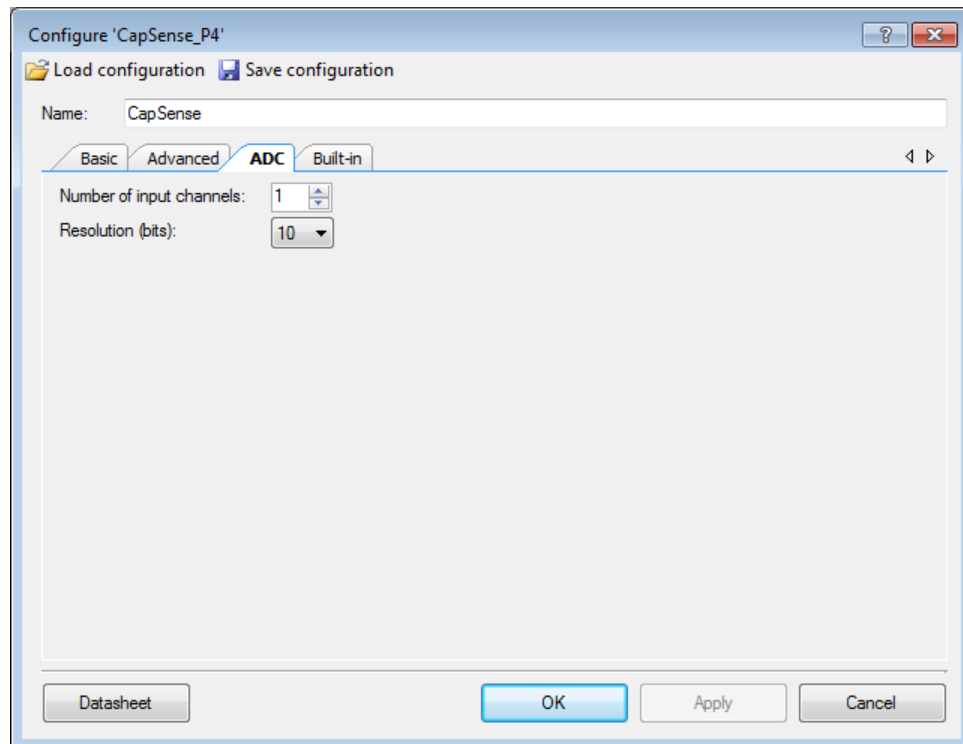 Configure 'CapSense_P4'
Load configuration Save configuration
Name: CapSense
Basic Advanced ADC Built-in
Number of input channels: 1
Resolution (bits): 10
Datasheet OK Apply Cancel